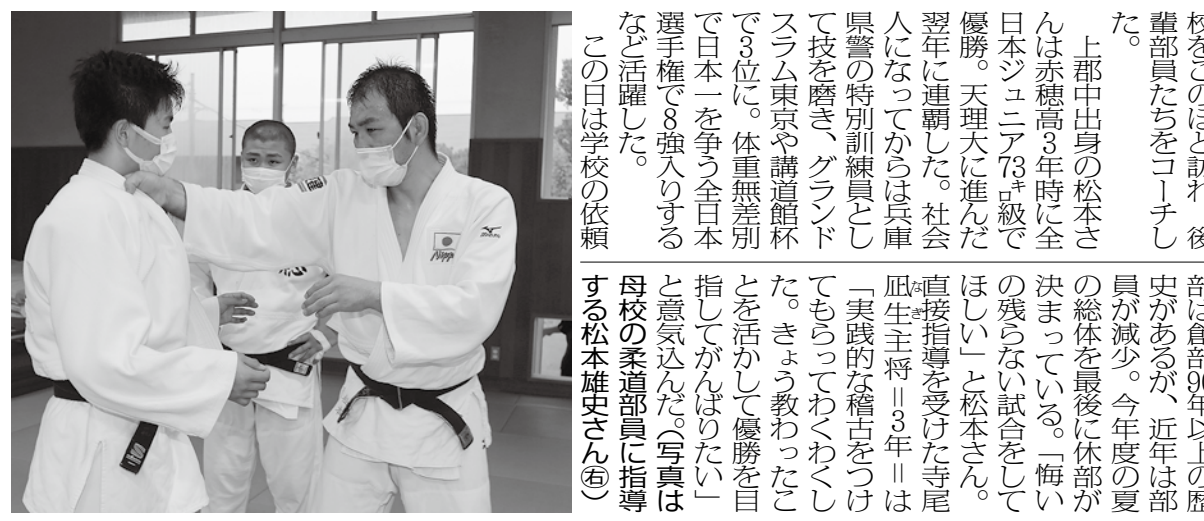 校をこのほど訪れ、後
輩部員たちをコーチし
た。
上郡中出身の松本さ
んは赤穂高3年時に全
日本ジュニア73㌔級で
優勝。天理大に進んだ
翌年に連覇した。社会
人になってからは兵庫
県警の特別訓練員とし
て技を磨き、グランド
スラム東京や講道館杯
で3位に。体重無差別
で日本一を争う全日本
選手権で8強入りする
など活躍した。
この日は学校の依頼
部は創部90年以上の歴
史があるが、近年は部
員が減少。今年度の夏
の総体を最後に休部が
決まっている。「悔い
の残らない試合をして
ほしい」と松本さん。
直接指導を受けた寺尾
凪生なぎ主将＝3年＝は
「実践的な稽古をつけ
てもらってわくわくし
た。きょう教わったこ
とを活かして優勝を目
指してがんばりたい」
と意気込んだ。（写真は
母校の柔道部員に指導
する松本雄史さん㊨）
Nippon